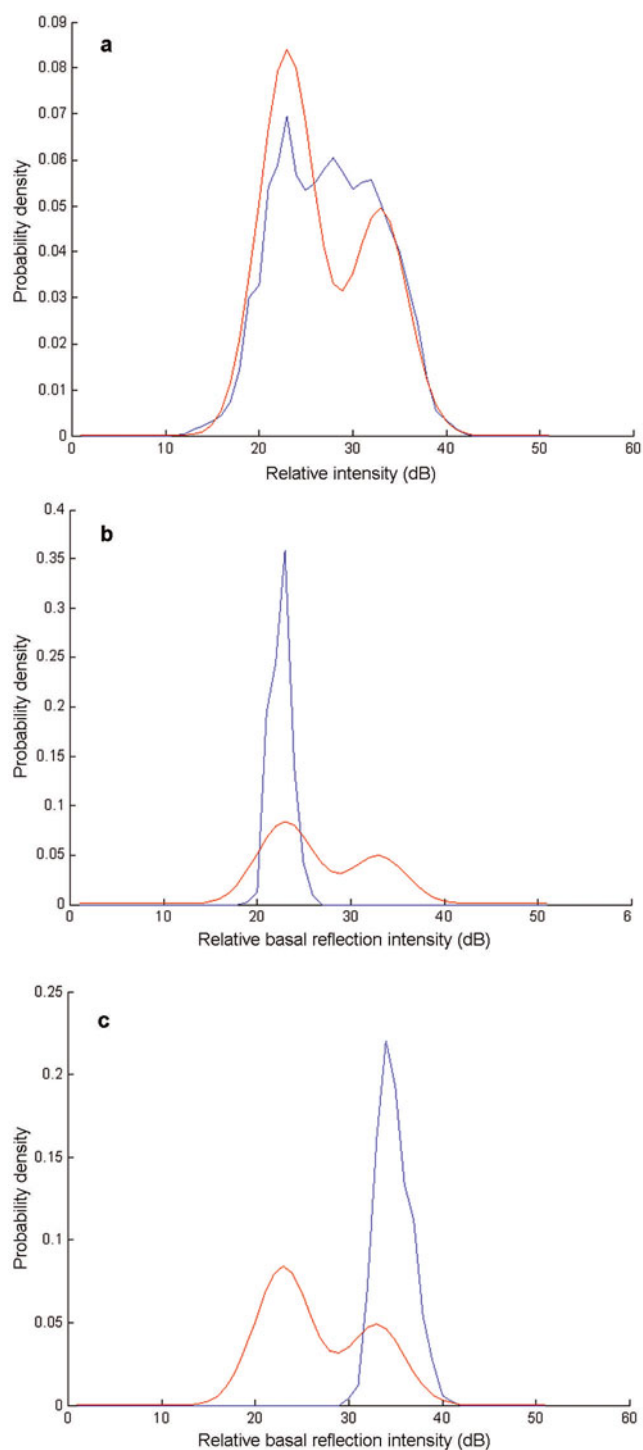 a
0.09
0.08
0.07
0.06
0.05
0.04
0.03
0.02
0.01
0
Probability density
0 10 20 30 40 50 60
Relative intensity (dB)
b
0.4
0.35
0.3
0.25
0.2
0.15
0.1
0.05
0
Probability density
0 10 20 30 40 50 6
Relative basal reflection intensity (dB)
c
0.25
0.2
0.15
0.1
0.05
0
Probability density
0 10 20 30 40 50 60
Relative basal reflection intensity (dB)